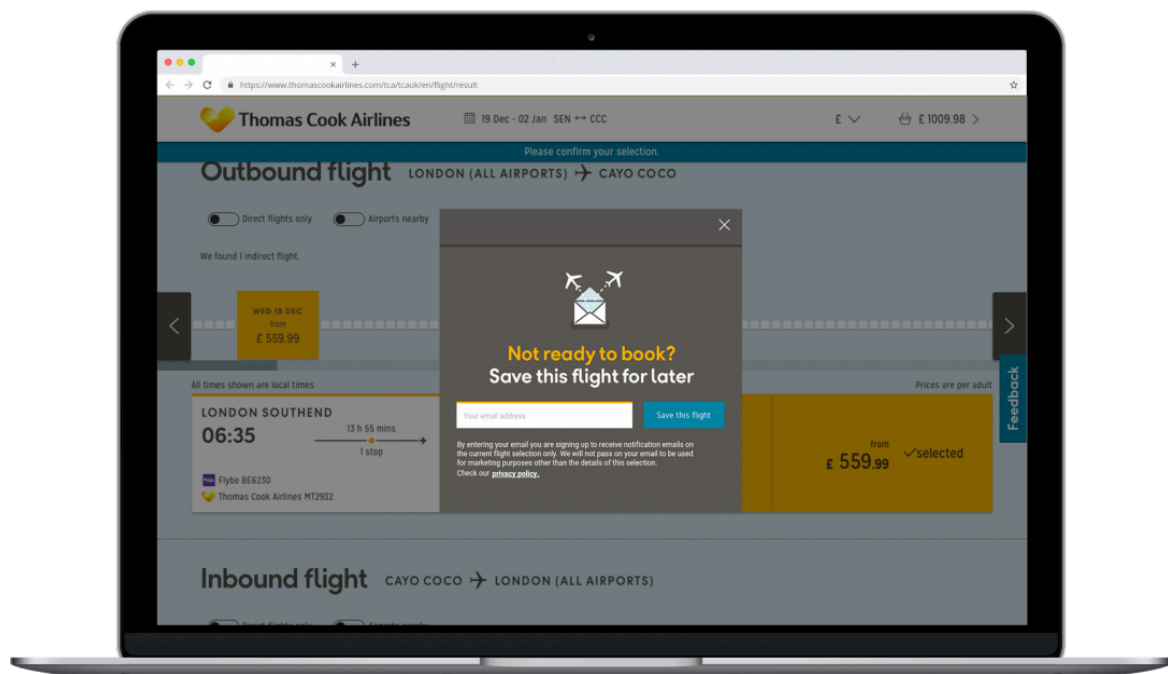 https://www.thomascookairlines.com/tca/tcauk/en/flight/result
Thomas Cook Airlines
19 Dec - 02 Jan SEN ↔ CCC
£
£ 1009.98
Please confirm your selection.
Outbound flight LONDON (ALL AIRPORTS) ✈ CAYO COCO
Direct flights only
Airports nearby
We found 1 indirect flight.
WED 19 DEC
from
£ 559.99
Not ready to book?
Save this flight for later
Your email address
Save this flight
By entering your email you are signing up to receive notification emails on
the current flight selection only. We will not pass on your email to be used
for marketing purposes other than the details of this selection.
Check our privacy policy.
All times shown are local times
Prices are per adult
Feedback
LONDON SOUTHEND
06:35
13 h 55 mins
1 stop
Flybe BE6230
Thomas Cook Airlines MT2932
from
£ 559.99
selected
Inbound flight CAYO COCO ✈ LONDON (ALL AIRPORTS)
Direct flights only
Airports nearby